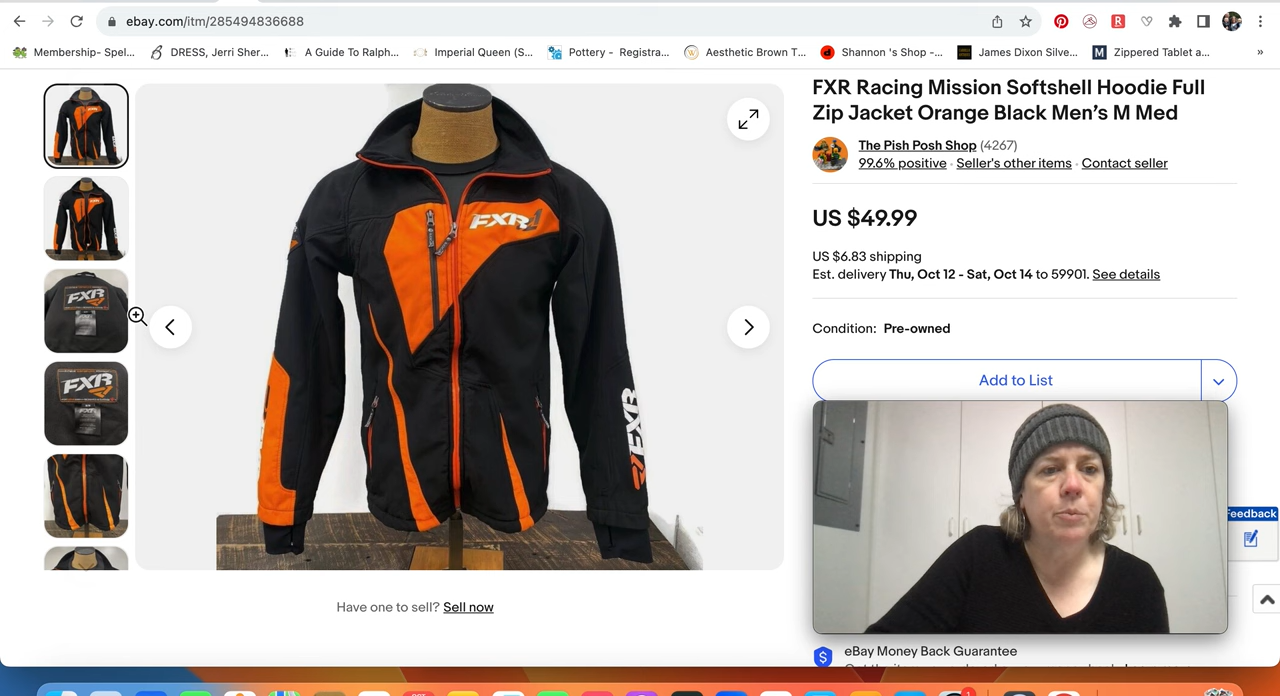 ebay.com/itm/285494836688
Membership- Spel...
DRESS, Jerri Sher...
A Guide To Ralph...
Imperial Queen (S...
Pottery - Registra...
Aesthetic Brown T...
Shannon 's Shop -...
James Dixon Silve...
M
Zippered Tablet a...
»
FXR Racing Mission Softshell Hoodie Full
Zip Jacket Orange Black Men's M Med
The Pish Posh Shop (4267)
99.6% positive · Seller's other items · Contact seller
US $49.99
US $6.83 shipping
Est. delivery Thu, Oct 12 - Sat, Oct 14 to 59901. See details
Condition: Pre-owned
Add to List
FXR
FXR
FXR
FXR
Feedback
Have one to sell? Sell now
eBay Money Back Guarantee
OCT
1